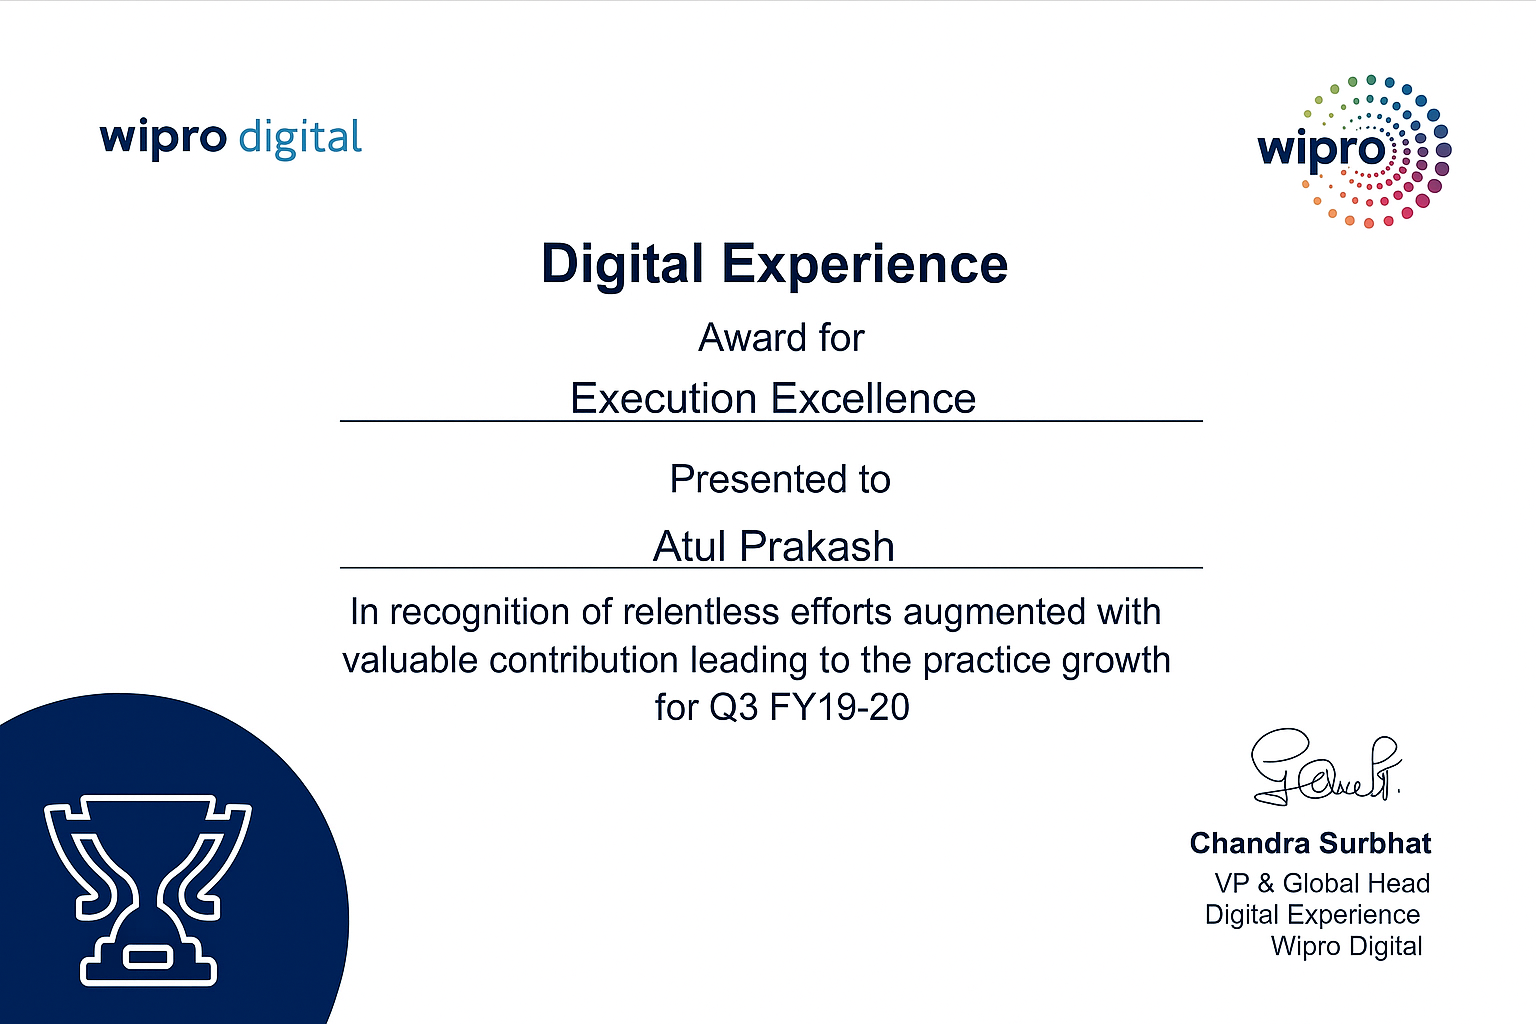 wipro digital
wipro
Digital Experience
Award for
Execution Excellence
Presented to
Atul Prakash
In recognition of relentless efforts augmented with
valuable contribution leading to the practice growth
for Q3 FY19-20
Chandra Surbhat
VP & Global Head
Digital Experience
Wipro Digital